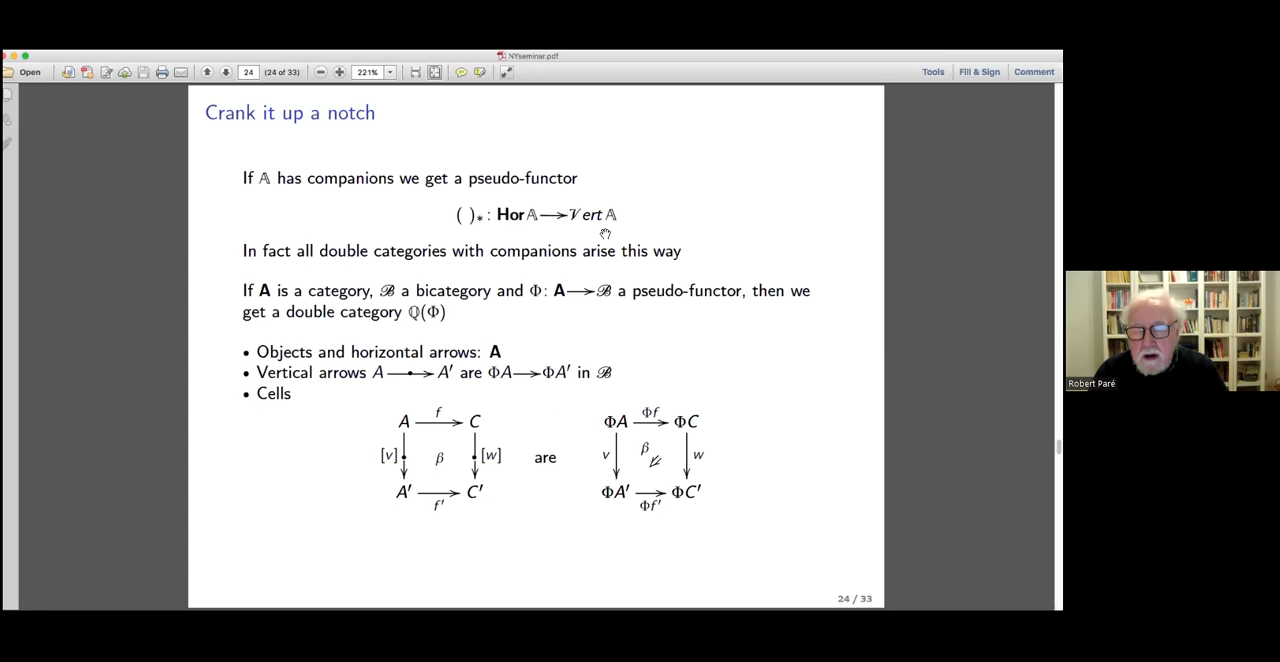 NYseminar.pdf
Open
24
(24 of 33)
221%
Tools
Fill & Sign
Comment
Crank it up a notch
If 𝔸 has companions we get a pseudo-functor
( )* : Hor 𝔸 ⟶ 𝒱ert 𝔸
In fact all double categories with companions arise this way
If A is a category, ℬ a bicategory and Φ: A ⟶ ℬ a pseudo-functor, then we
get a double category ℚ(Φ)
• Objects and horizontal arrows: A
• Vertical arrows A ⟶ A′ are ΦA ⟶ ΦA′ in ℬ
• Cells
f Φf
A C ΦA ΦC
[v] β [w] are v β w
A′ C′ ΦA′ ΦC′
f′ Φf′
24 / 33
Robert Paré